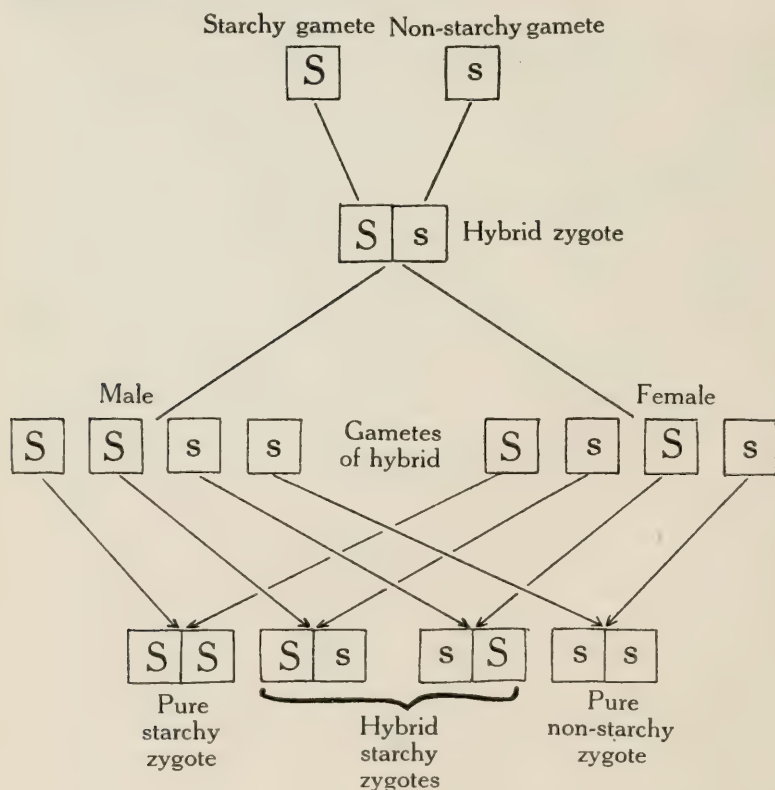 Starchy gamete Non-starchy gamete
S s
S s Hybrid zygote
Male Female
S S s s Gametes of hybrid S s S s
S S S s s S s s
Pure starchy zygote
Hybrid starchy zygotes
Pure non-starchy zygote